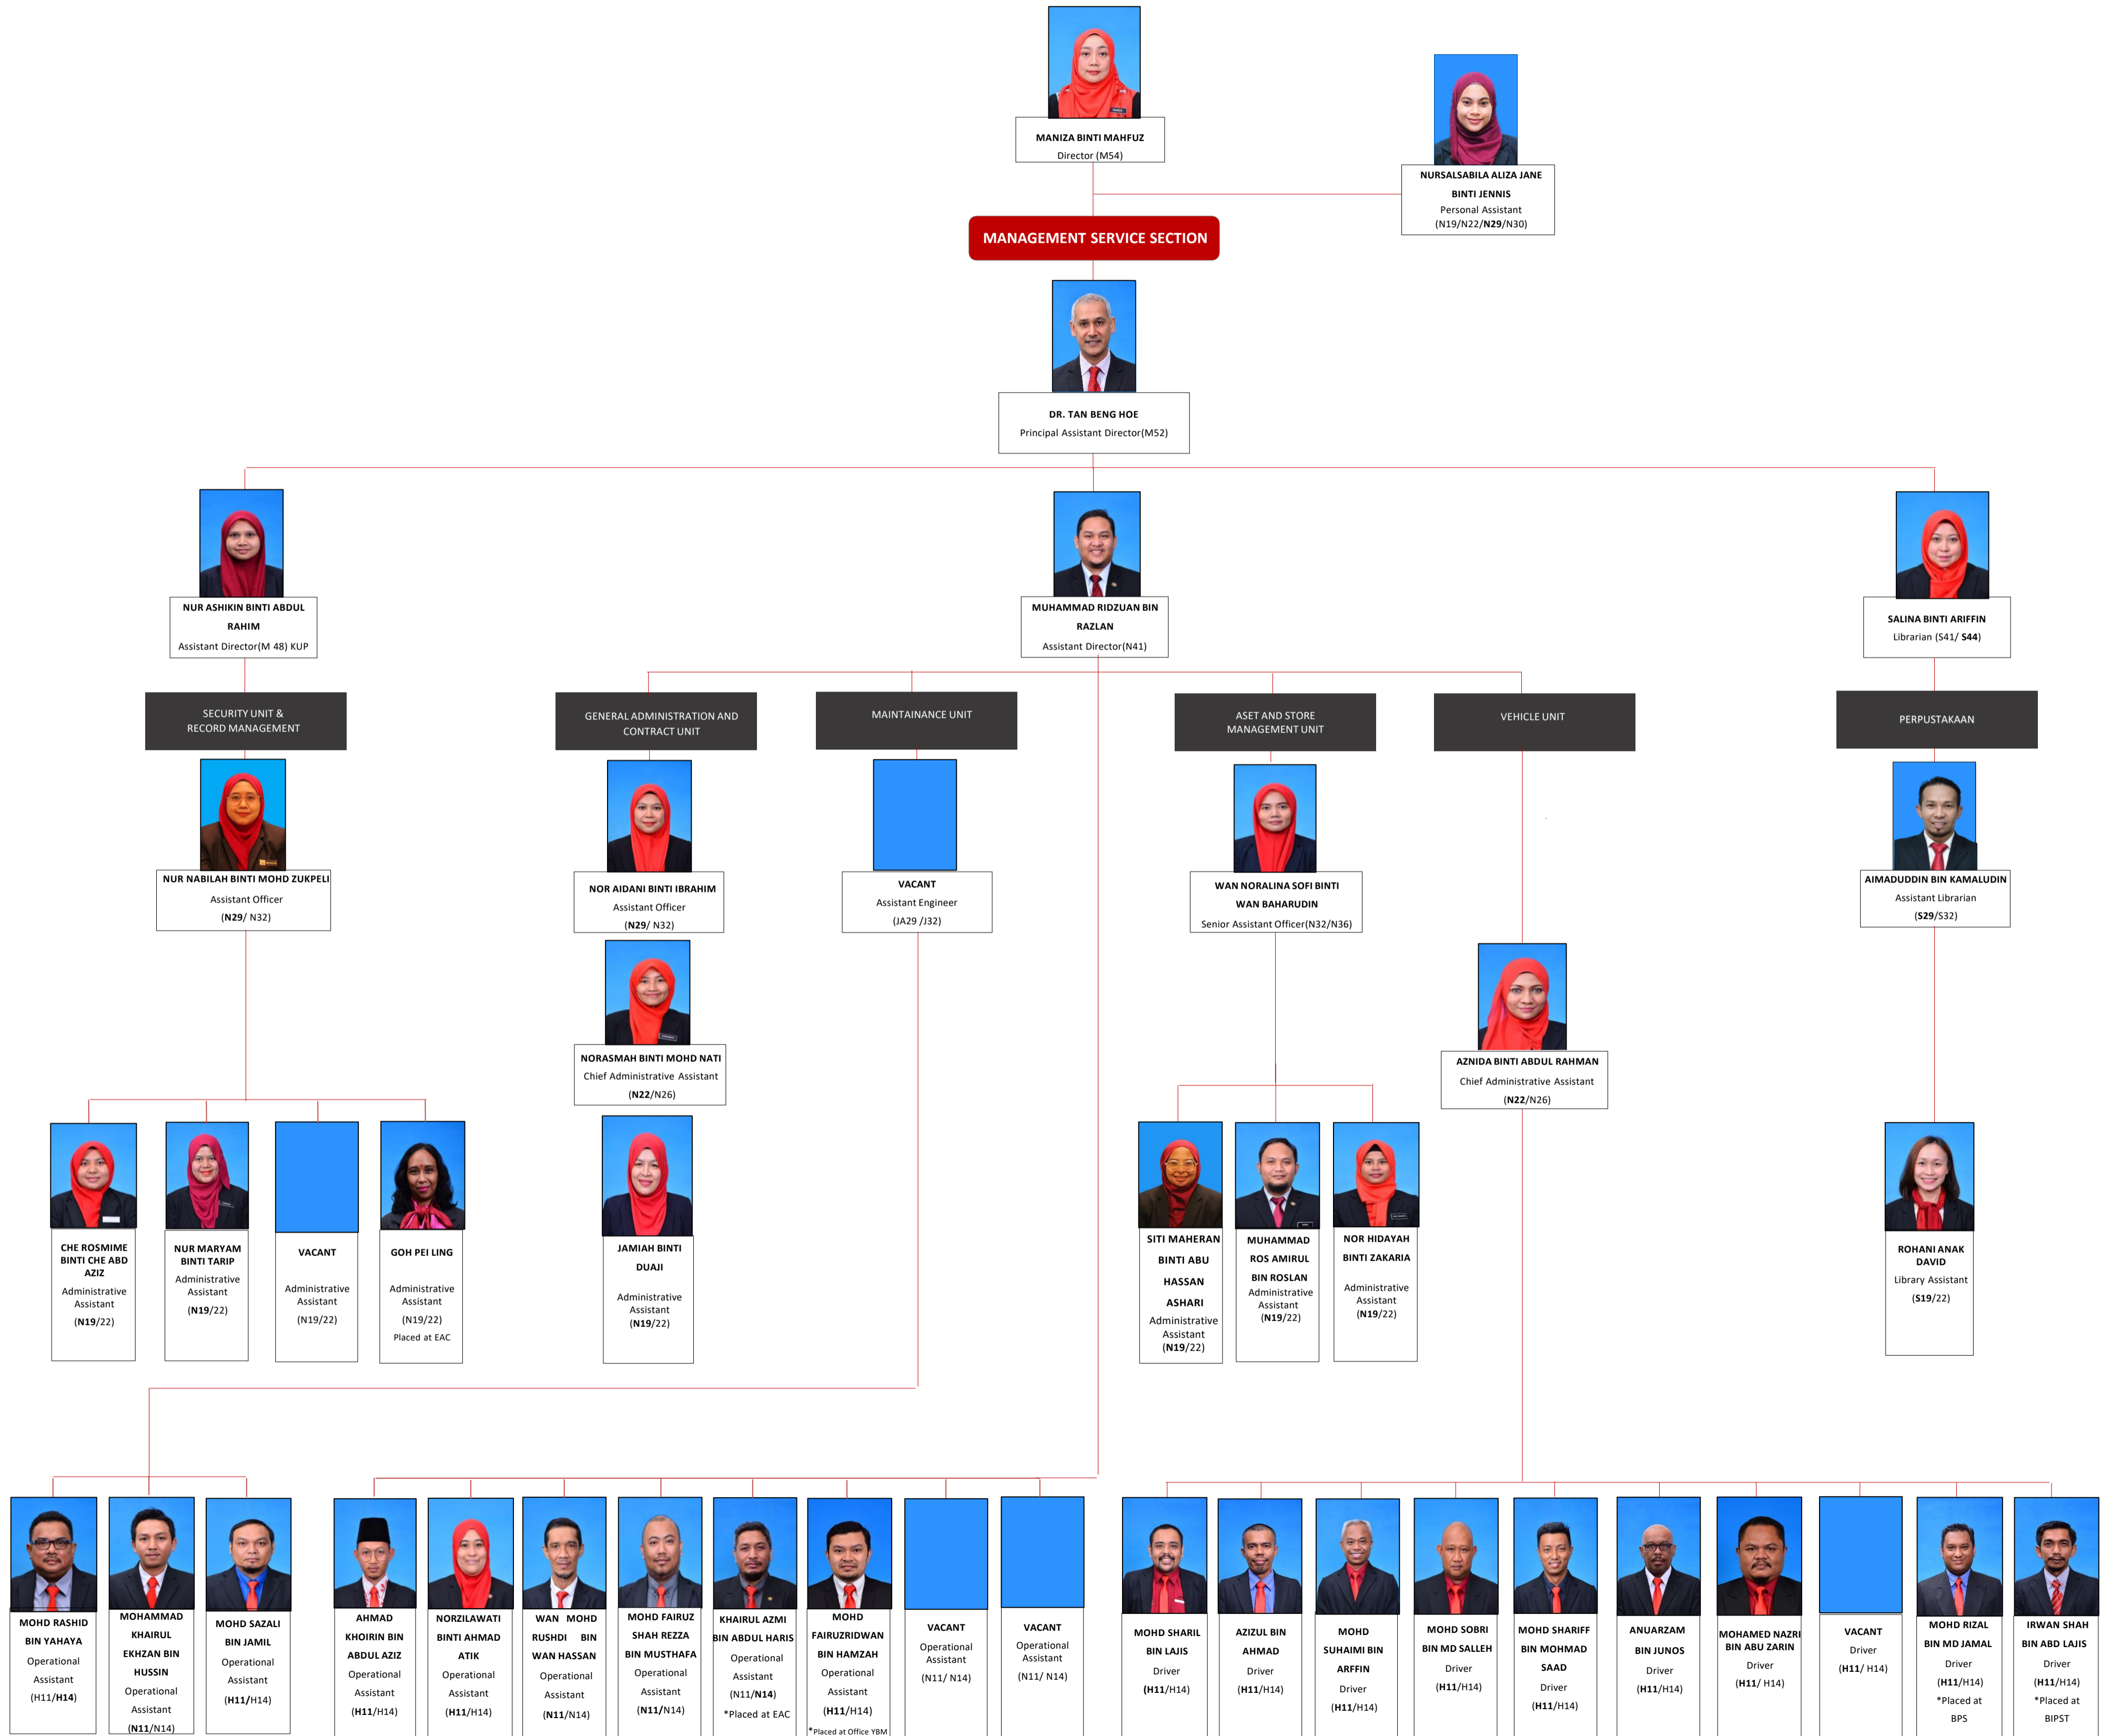 MANIZA BINTI MAHFUZ
Director (M54)
NURSALSABILA ALIZA JANE
BINTI JENNIS
Personal Assistant
(N19/N22/N29/N30)
MANAGEMENT SERVICE SECTION
DR. TAN BENG HOE
Principal Assistant Director(M52)
NUR ASHIKIN BINTI ABDUL
RAHIM
Assistant Director(M 48) KUP
MUHAMMAD RIDZUAN BIN
RAZLAN
Assistant Director(N41)
SALINA BINTI ARIFFIN
Librarian (S41/ S44)
SECURITY UNIT &
RECORD MANAGEMENT
GENERAL ADMINISTRATION AND
CONTRACT UNIT
MAINTAINANCE UNIT
ASET AND STORE
MANAGEMENT UNIT
VEHICLE UNIT
PERPUSTAKAAN
NUR NABILAH BINTI MOHD ZUKPELI
Assistant Officer
(N29/ N32)
NOR AIDANI BINTI IBRAHIM
Assistant Officer
(N29/ N32)
VACANT
Assistant Engineer
(JA29 /J32)
WAN NORALINA SOFI BINTI
WAN BAHARUDIN
Senior Assistant Officer(N32/N36)
AIMADUDDIN BIN KAMALUDIN
Assistant Librarian
(S29/S32)
NORASMAH BINTI MOHD NATI
Chief Administrative Assistant
(N22/N26)
AZNIDA BINTI ABDUL RAHMAN
Chief Administrative Assistant
(N22/N26)
CHE ROSMIME
BINTI CHE ABD
AZIZ
Administrative
Assistant
(N19/22)
NUR MARYAM
BINTI TARIP
Administrative
Assistant
(N19/22)
VACANT
Administrative
Assistant
(N19/22)
GOH PEI LING
Administrative
Assistant
(N19/22)
Placed at EAC
JAMIAH BINTI
DUAJI
Administrative
Assistant
(N19/22)
SITI MAHERAN
BINTI ABU
HASSAN
ASHARI
Administrative
Assistant
(N19/22)
MUHAMMAD
ROS AMIRUL
BIN ROSLAN
Administrative
Assistant
(N19/22)
NOR HIDAYAH
BINTI ZAKARIA
Administrative
Assistant
(N19/22)
ROHANI ANAK
DAVID
Library Assistant
(S19/22)
MOHD RASHID
BIN YAHAYA
Operational
Assistant
(H11/H14)
MOHAMMAD
KHAIRUL
EKHZAN BIN
HUSSIN
Operational
Assistant
(N11/N14)
MOHD SAZALI
BIN JAMIL
Operational
Assistant
(H11/H14)
AHMAD
KHOIRIN BIN
ABDUL AZIZ
Operational
Assistant
(H11/H14)
NORZILAWATI
BINTI AHMAD
ATIK
Operational
Assistant
(H11/H14)
WAN MOHD
RUSHDI BIN
WAN HASSAN
Operational
Assistant
(N11/N14)
MOHD FAIRUZ
SHAH REZZA
BIN MUSTHAFA
Operational
Assistant
(N11/N14)
KHAIRUL AZMI
BIN ABDUL HARIS
Operational
Assistant
(N11/N14)
*Placed at EAC
MOHD
FAIRUZRIDWAN
BIN HAMZAH
Operational
Assistant
(H11/H14)
*Placed at Office YBM
VACANT
Operational
Assistant
(N11/ N14)
VACANT
Operational
Assistant
(N11/ N14)
MOHD SHARIL
BIN LAJIS
Driver
(H11/H14)
AZIZUL BIN
AHMAD
Driver
(H11/H14)
MOHD
SUHAIMI BIN
ARFFIN
Driver
(H11/H14)
MOHD SOBRI
BIN MD SALLEH
Driver
(H11/H14)
MOHD SHARIFF
BIN MOHMAD
SAAD
Driver
(H11/H14)
ANUARZAM
BIN JUNOS
Driver
(H11/H14)
MOHAMED NAZRI
BIN ABU ZARIN
Driver
(H11/ H14)
VACANT
Driver
(H11/ H14)
MOHD RIZAL
BIN MD JAMAL
Driver
(H11/H14)
*Placed at
BPS
IRWAN SHAH
BIN ABD LAJIS
Driver
(H11/H14)
*Placed at
BIPST